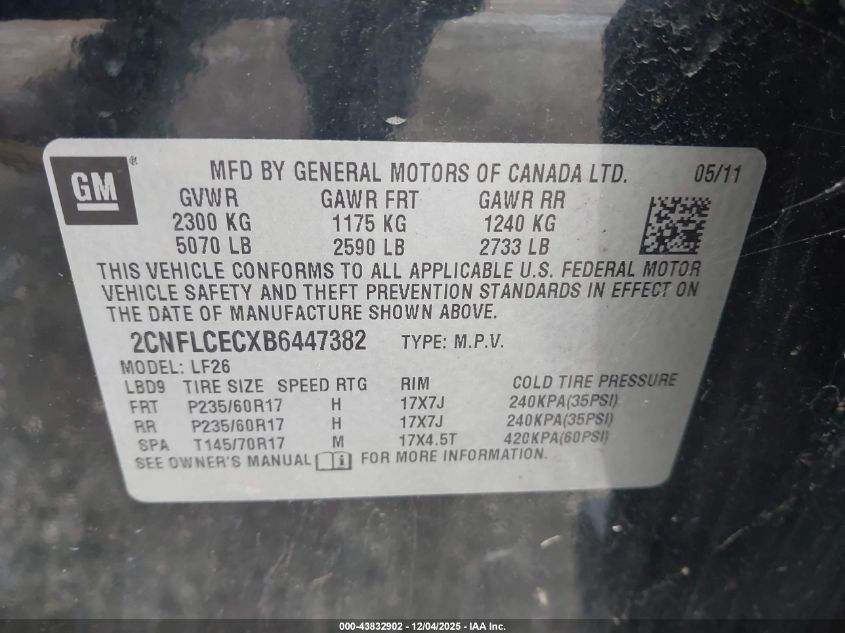 GM ® MFD BY GENERAL MOTORS OF CANADA LTD. 05/11
GVWR GAWR FRT GAWR RR
2300 KG 1175 KG 1240 KG
5070 LB 2590 LB 2733 LB
THIS VEHICLE CONFORMS TO ALL APPLICABLE U.S. FEDERAL MOTOR
VEHICLE SAFETY AND THEFT PREVENTION STANDARDS IN EFFECT ON
THE DATE OF MANUFACTURE SHOWN ABOVE.
2CNFLCECXB6447382 TYPE: M.P.V.
MODEL: LF26
LBD9 TIRE SIZE SPEED RTG RIM COLD TIRE PRESSURE
FRT P235/60R17 H 17X7J 240KPA(35PSI)
RR P235/60R17 H 17X7J 240KPA(35PSI)
SPA T145/70R17 M 17X4.5T 420KPA(60PSI)
SEE OWNER'S MANUAL i FOR MORE INFORMATION.
000-43832902 - 12/04/2025 - IAA Inc.